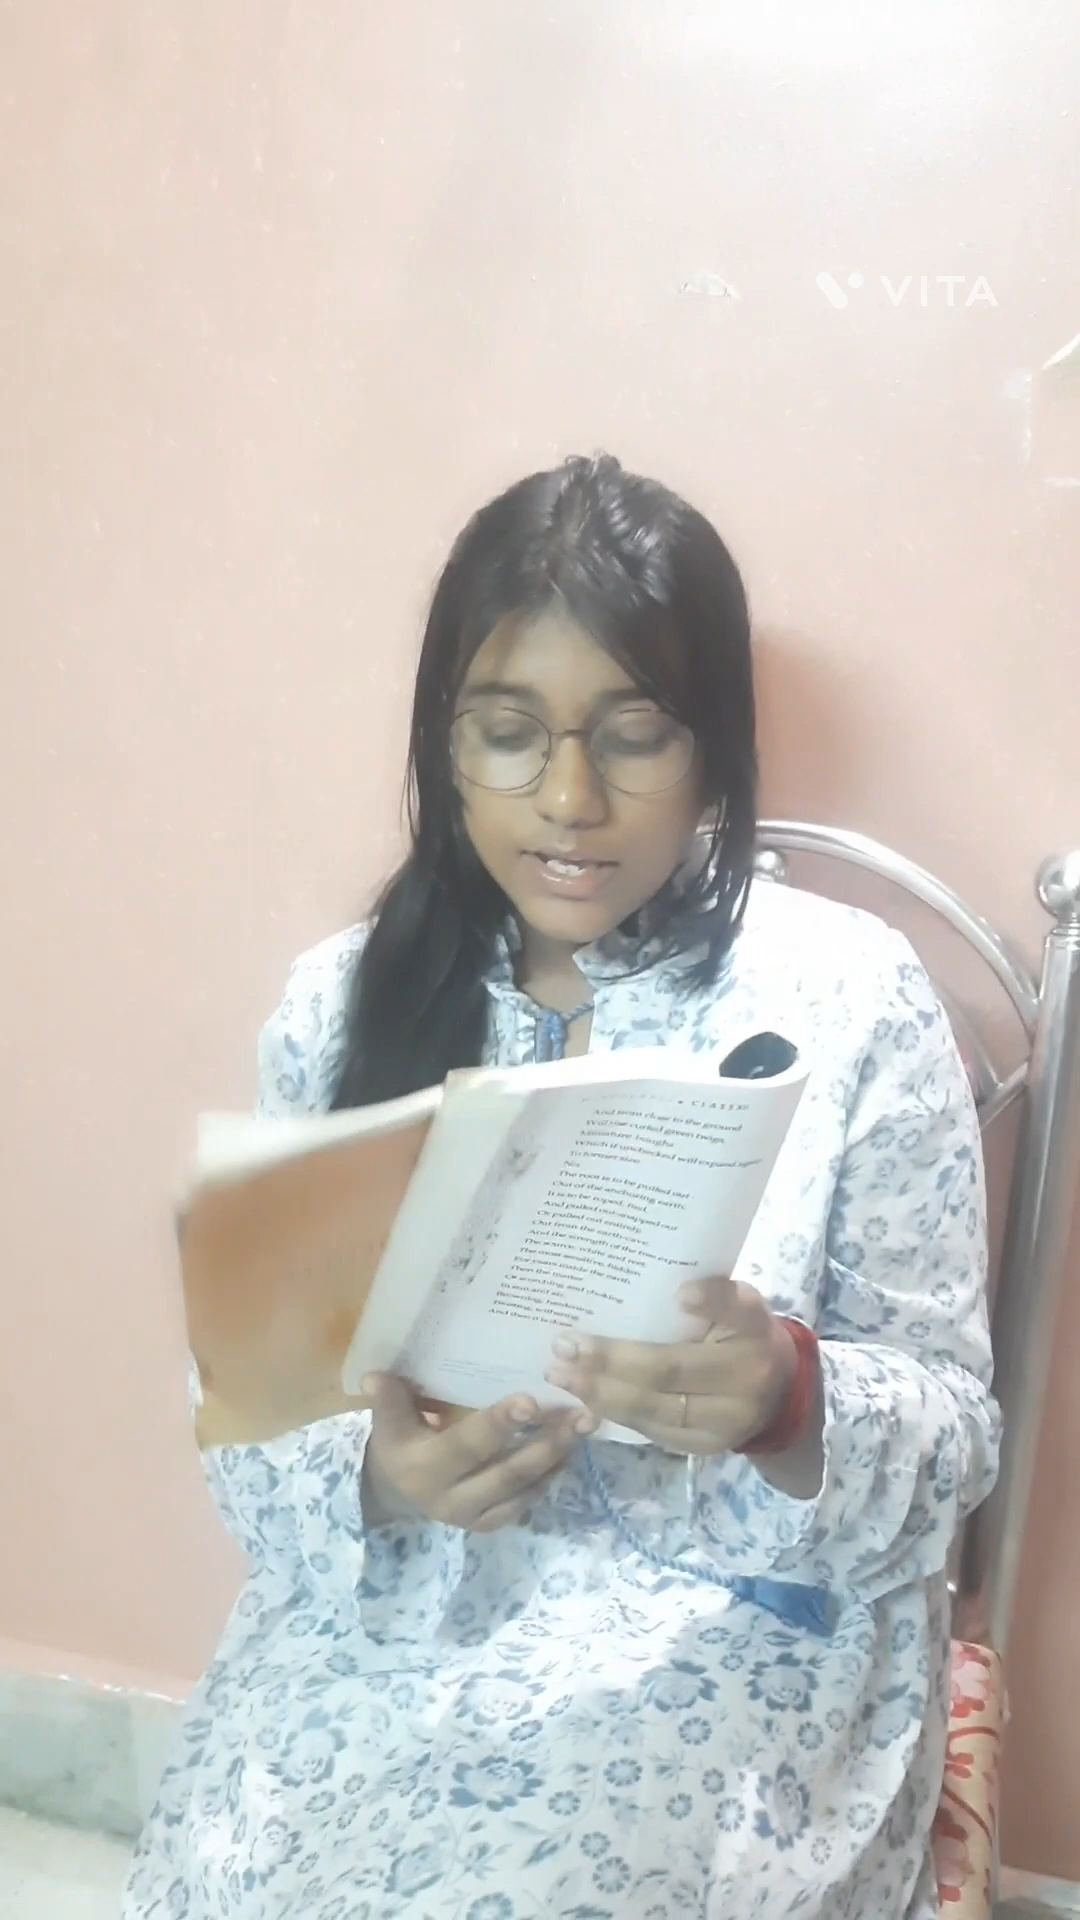 VITA
And from close to the ground
Will rise curled green twigs,
Miniature boughs
Which if unchecked will expand again
To former size.
No,
The root is to be pulled out -
Out of the anchoring earth;
It is to be roped, tied,
And pulled out-snapped out
Or pulled out entirely,
Out from the earth-cave,
And the strength of the tree exposed,
The source, white and wet,
The most sensitive, hidden
For years inside the earth.
Then the matter
Of scorching and choking
In sun and air,
Browning, hardening,
Twisting, withering,
And then it is done.